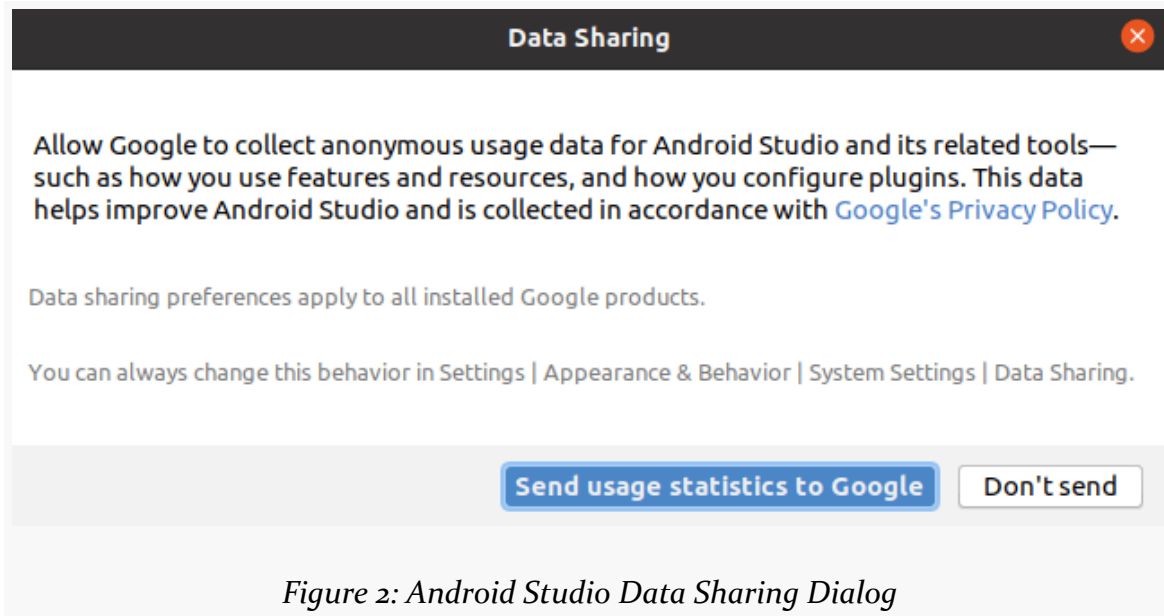 Data Sharing
Allow Google to collect anonymous usage data for Android Studio and its related tools—
such as how you use features and resources, and how you configure plugins. This data
helps improve Android Studio and is collected in accordance with Google's Privacy Policy.
Data sharing preferences apply to all installed Google products.
You can always change this behavior in Settings | Appearance & Behavior | System Settings | Data Sharing.
Send usage statistics to Google Don't send
Figure 2: Android Studio Data Sharing Dialog